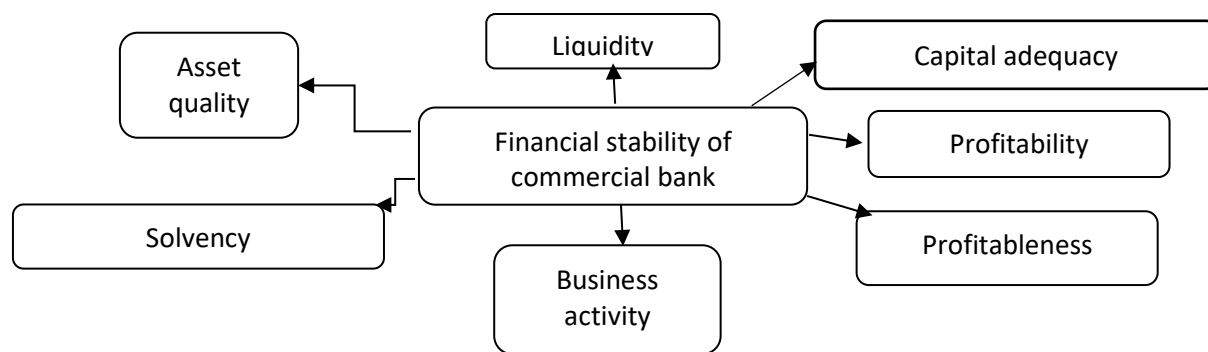 Liquidity
Capital adequacy
Asset
quality
Financial stability of
commercial bank
Profitability
Solvency
Profitableness
Business
activity